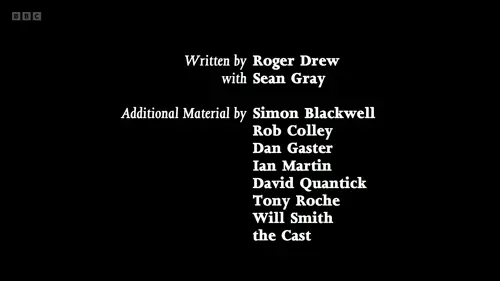 BBC
Written by Roger Drew
with Sean Gray
Additional Material by Simon Blackwell
Rob Colley
Dan Gaster
Ian Martin
David Quantick
Tony Roche
Will Smith
the Cast